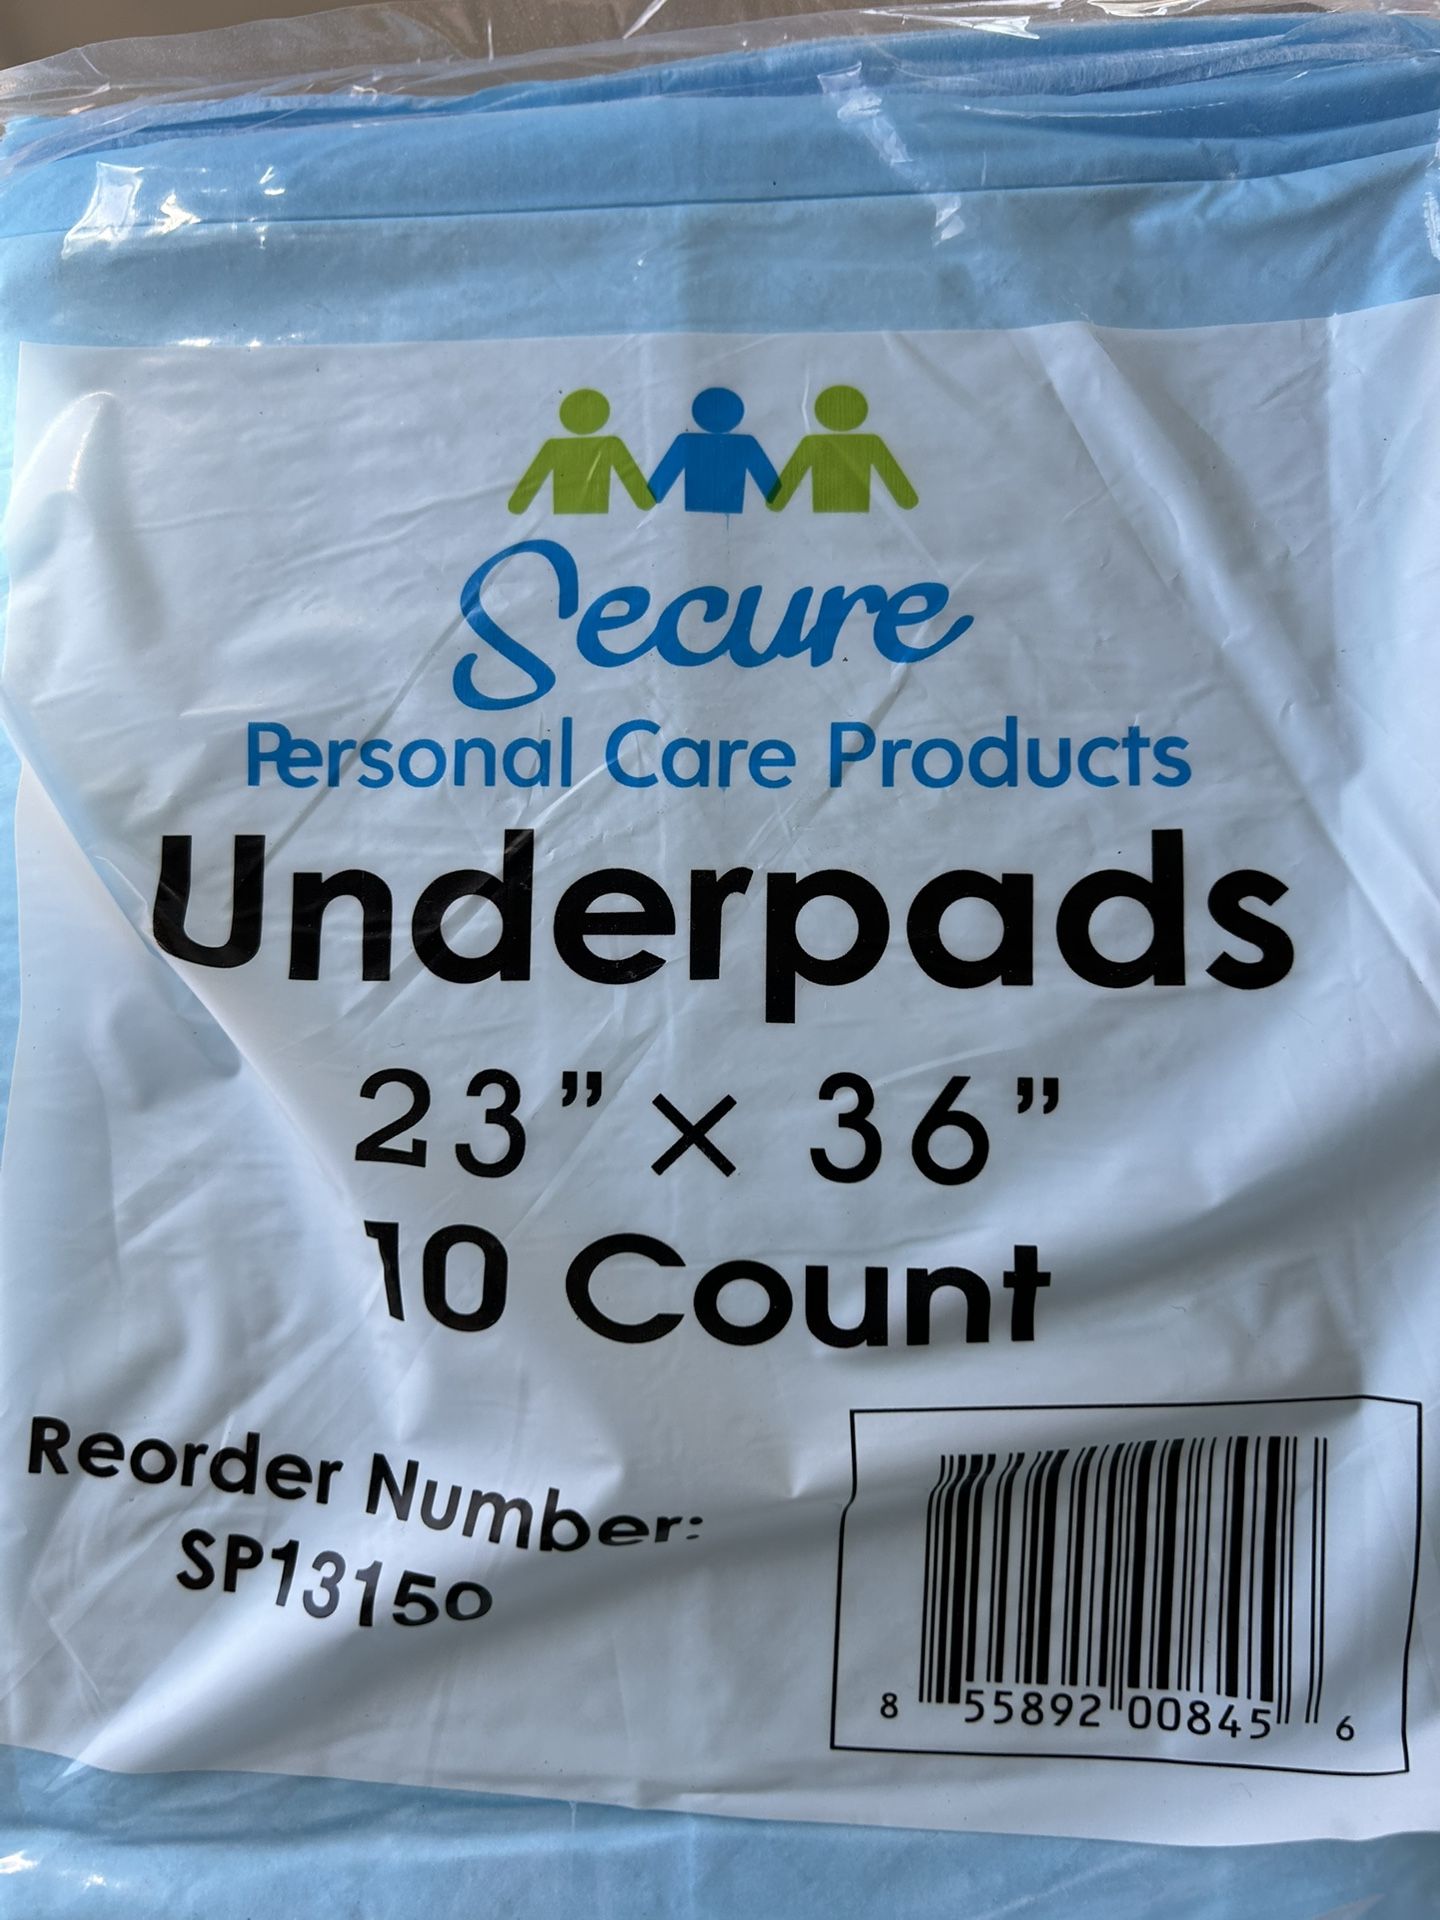 Secure
Personal Care Products
Underpads
23” × 36”
10 Count
Reorder Number:
SP13150
8 55892 00845 6